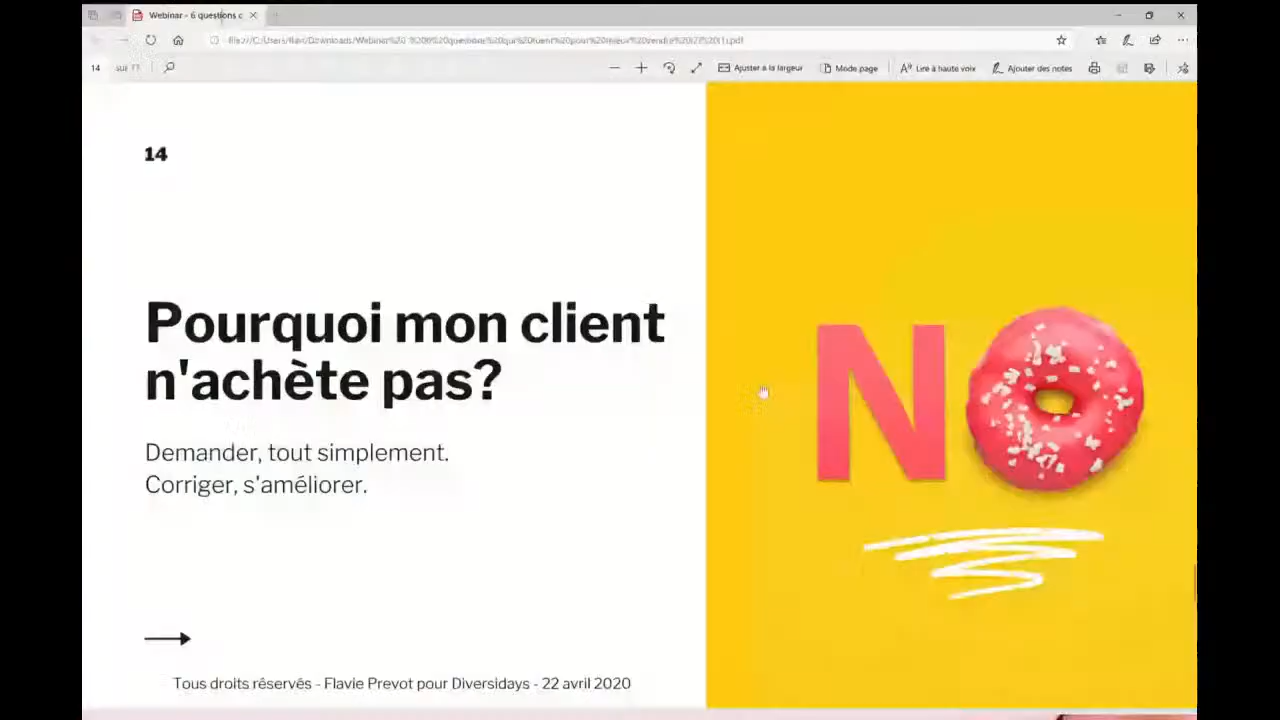 Webinar - 6 questions c
14 sur 17
Ajuster à la largeur
Mode page
Lire à haute voix
Ajouter des notes
14
Pourquoi mon client
n'achète pas?
Demander, tout simplement.
Corriger, s'améliorer.
NO
Tous droits réservés - Flavie Prevot pour Diversidays - 22 avril 2020